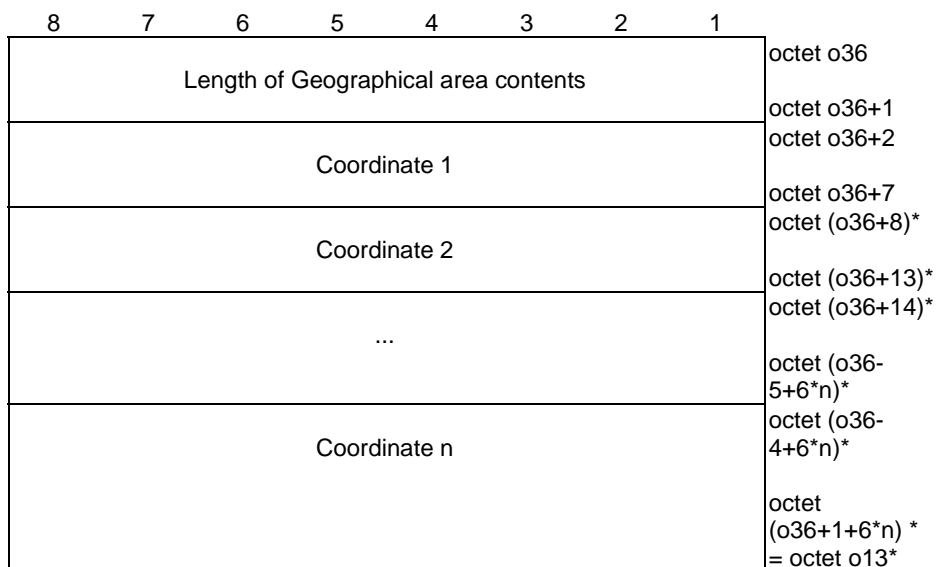 8 7 6 5 4 3 2 1
octet o36
Length of Geographical area contents
octet o36+1
octet o36+2
Coordinate 1
octet o36+7
octet (o36+8)*
Coordinate 2
octet (o36+13)*
octet (o36+14)*
...
octet (o36-
5+6*n)*
octet (o36-
Coordinate n
4+6*n)*
octet
(o36+1+6*n) *
= octet o13*